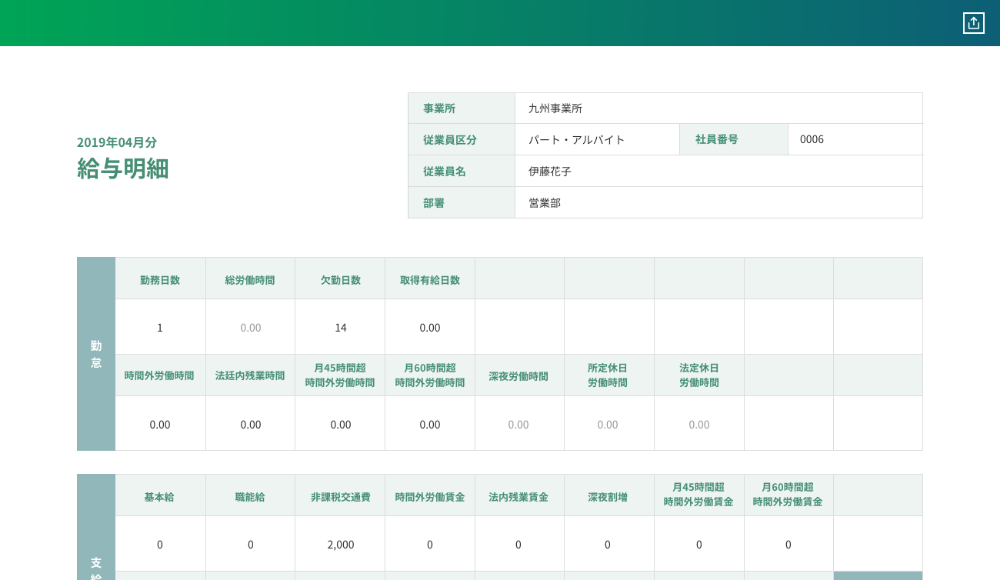 2019年04月分
給与明細
事業所 九州事業所
従業員区分 パート・アルバイト 社員番号 0006
従業員名 伊藤花子
部署 営業部
勤怠
勤務日数 総労働時間 欠勤日数 取得有給日数
1 0.00 14 0.00
時間外労働時間 法廷内残業時間 月45時間超 時間外労働時間 月60時間超 時間外労働時間 深夜労働時間 所定休日 労働時間 法定休日 労働時間
0.00 0.00 0.00 0.00 0.00 0.00 0.00
支給
基本給 職能給 非課税交通費 時間外労働賃金 法内残業賃金 深夜割増 月45時間超 時間外労働賃金 月60時間超 時間外労働賃金
0 0 2,000 0 0 0 0 0